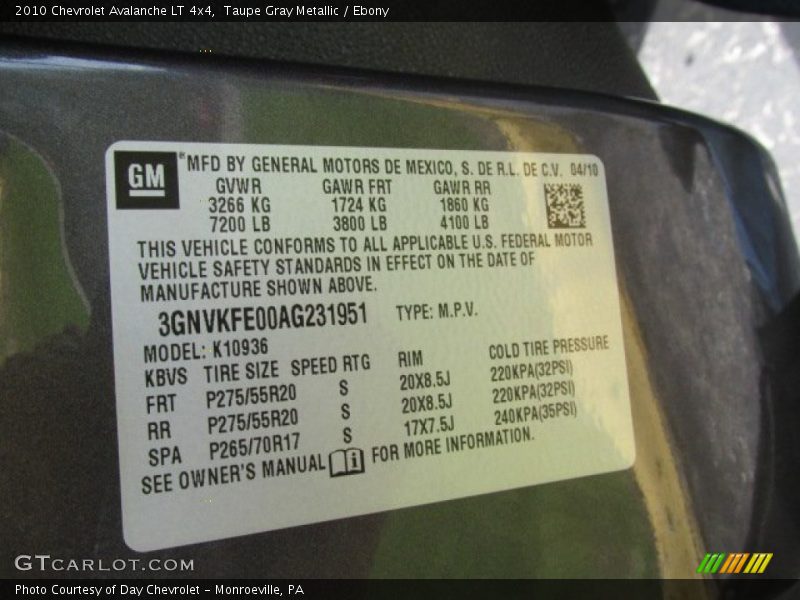 2010 Chevrolet Avalanche LT 4x4,  Taupe Gray Metallic / Ebony
GM ® MFD BY GENERAL MOTORS DE MEXICO, S. DE R.L. DE C.V. 04/10
GVWR GAWR FRT GAWR RR
3266 KG 1724 KG 1860 KG
7200 LB 3800 LB 4100 LB
THIS VEHICLE CONFORMS TO ALL APPLICABLE U.S. FEDERAL MOTOR
VEHICLE SAFETY STANDARDS IN EFFECT ON THE DATE OF
MANUFACTURE SHOWN ABOVE.
3GNVKFE00AG231951 TYPE: M.P.V.
MODEL: K10936
KBVS TIRE SIZE SPEED RTG RIM COLD TIRE PRESSURE
FRT P275/55R20 S 20X8.5J 220KPA(32PSI)
RR P275/55R20 S 20X8.5J 220KPA(32PSI)
SPA P265/70R17 S 17X7.5J 240KPA(35PSI)
SEE OWNER'S MANUAL FOR MORE INFORMATION.
GTCARLOT.COM
Photo Courtesy of Day Chevrolet – Monroeville, PA